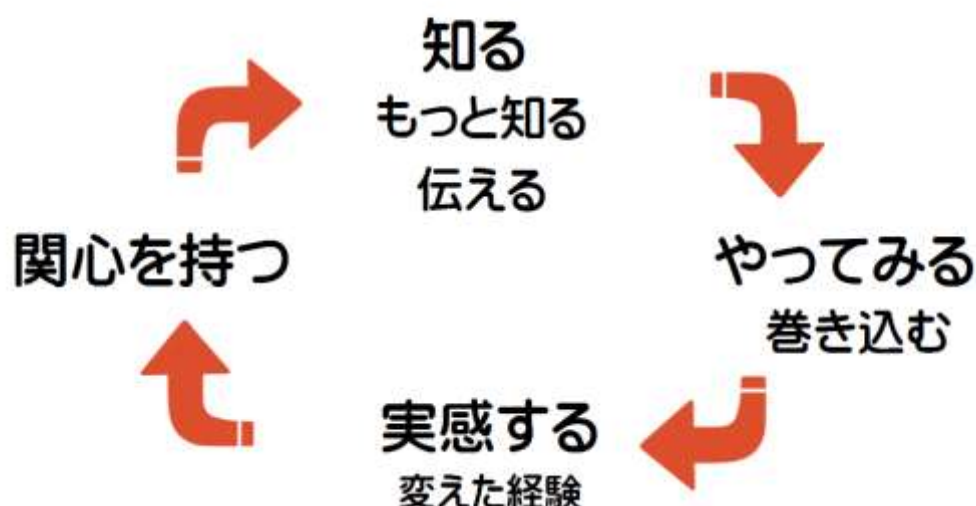 知る
もっと知る
伝える
関心を持つ
やってみる
巻き込む
実感する
変えた経験